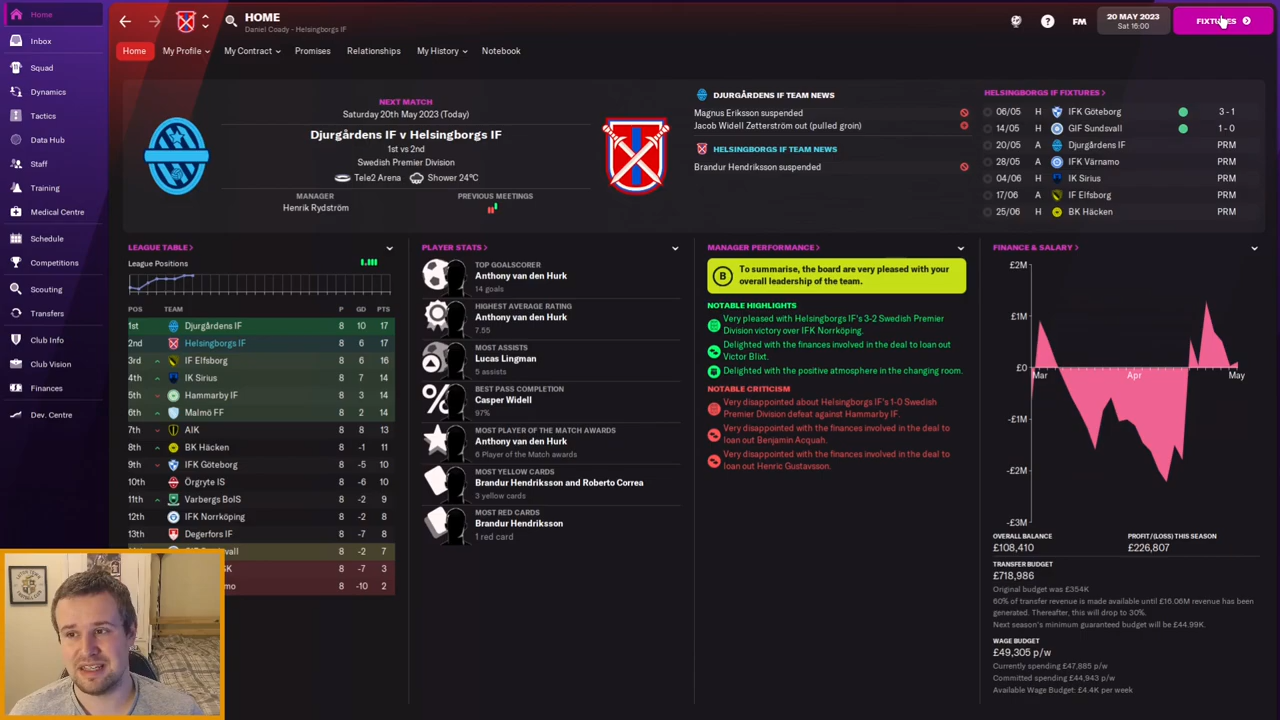 Home
HOME
Daniel Coady - Helsingborgs IF
FM
20 MAY 2023
Sat 16:00
FIXTURES
Inbox
Squad
Dynamics
Tactics
Data Hub
Staff
Training
Medical Centre
Schedule
Competitions
Scouting
Transfers
Club Info
Club Vision
Finances
Dev. Centre
Home
My Profile
My Contract
Promises
Relationships
My History
Notebook
NEXT MATCH
Saturday 20th May 2023 (Today)
Djurgårdens IF v Helsingborgs IF
1st vs 2nd
Swedish Premier Division
Tele2 Arena
Shower 24°C
MANAGER
Henrik Rydström
PREVIOUS MEETINGS
DJURGÅRDENS IF TEAM NEWS
Magnus Eriksson suspended
Jacob Widell Zetterström out (pulled groin)
HELSINGBORGS IF TEAM NEWS
Brandur Hendriksson suspended
HELSINGBORGS IF FIXTURES
06/05 H IFK Göteborg 3 - 1
14/05 H GIF Sundsvall 1 - 0
20/05 A Djurgårdens IF PRM
28/05 A IFK Värnamo PRM
04/06 H IK Sirius PRM
17/06 A IF Elfsborg PRM
25/06 H BK Häcken PRM
LEAGUE TABLE
League Positions
POS TEAM P GD PTS
1st Djurgårdens IF 8 10 17
2nd Helsingborgs IF 8 6 17
3rd IF Elfsborg 8 6 16
4th IK Sirius 8 7 14
5th Hammarby IF 8 3 14
6th Malmö FF 8 2 14
7th AIK 8 8 13
8th BK Häcken 8 -1 11
9th IFK Göteborg 8 -5 10
10th Örgryte IS 8 -6 10
11th Varbergs BoIS 8 -2 9
12th IFK Norrköping 8 -2 8
13th Degerfors IF 8 -7 8
8 -2 7
8 -7 3
8 -10 2
PLAYER STATS
TOP GOALSCORER
Anthony van den Hurk
14 goals
HIGHEST AVERAGE RATING
Anthony van den Hurk
7.55
MOST ASSISTS
Lucas Lingman
5 assists
BEST PASS COMPLETION
Casper Widell
97%
MOST PLAYER OF THE MATCH AWARDS
Anthony van den Hurk
6 Player of the Match awards
MOST YELLOW CARDS
Brandur Hendriksson and Roberto Correa
3 yellow cards
MOST RED CARDS
Brandur Hendriksson
1 red card
MANAGER PERFORMANCE
B
To summarise, the board are very pleased with your
overall leadership of the team.
NOTABLE HIGHLIGHTS
Very pleased with Helsingborgs IF's 3-2 Swedish Premier
Division victory over IFK Norrköping.
Delighted with the finances involved in the deal to loan out
Victor Blixt.
Delighted with the positive atmosphere in the changing room.
NOTABLE CRITICISM
Very disappointed about Helsingborgs IF's 1-0 Swedish
Premier Division defeat against Hammarby IF.
Very disappointed with the finances involved in the deal to
loan out Benjamin Acquah.
Very disappointed with the finances involved in the deal to
loan out Henric Gustavsson.
FINANCE & SALARY
£2M
£1M
£0
-£1M
-£2M
-£3M
Mar
Apr
May
OVERALL BALANCE
£108,410
PROFIT/(LOSS) THIS SEASON
£226,807
TRANSFER BUDGET
£718,986
Original budget was £354K
60% of transfer revenue is made available until £16.06M revenue has been
generated. Thereafter, this will drop to 30%.
Next season's minimum guaranteed budget will be £44.99K.
WAGE BUDGET
£49,305 p/w
Currently spending £47,885 p/w
Committed spending £44,943 p/w
Available Wage Budget: £4.4K per week